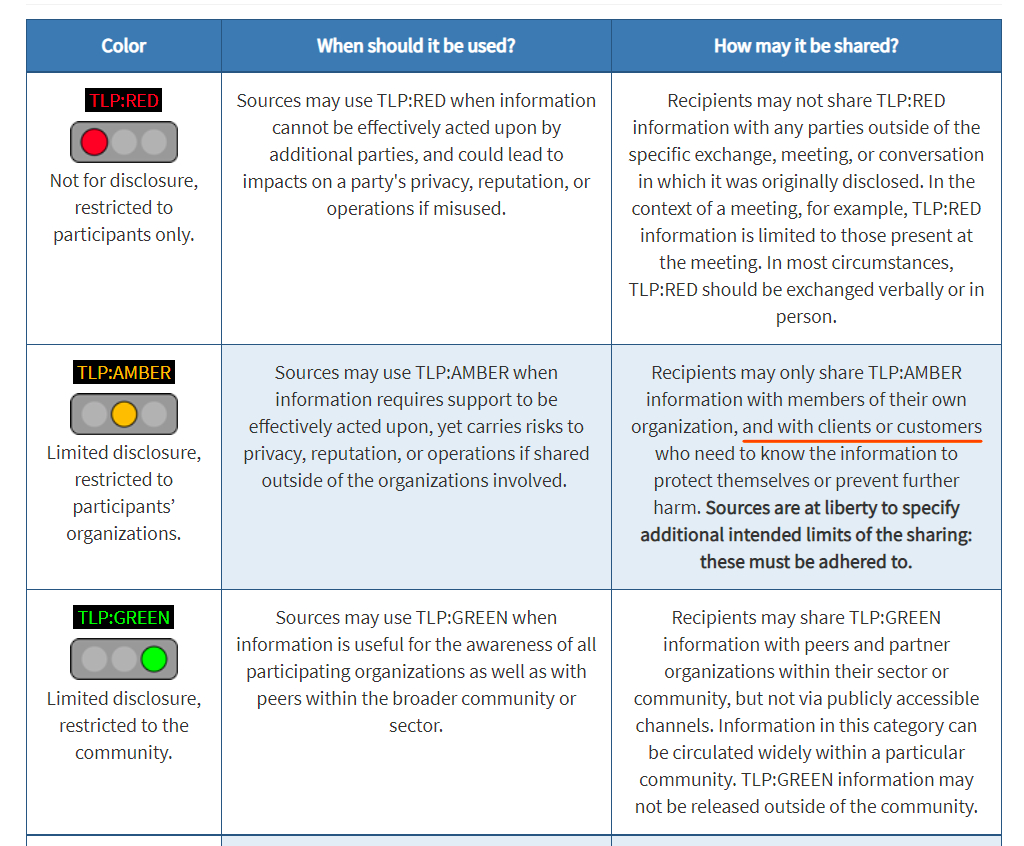 Color
When should it be used?
How may it be shared?
TLP:RED
Not for disclosure,
restricted to
participants only.
Sources may use TLP:RED when information
cannot be effectively acted upon by
additional parties, and could lead to
impacts on a party's privacy, reputation, or
operations if misused.
Recipients may not share TLP:RED
information with any parties outside of the
specific exchange, meeting, or conversation
in which it was originally disclosed. In the
context of a meeting, for example, TLP:RED
information is limited to those present at
the meeting. In most circumstances,
TLP:RED should be exchanged verbally or in
person.
TLP:AMBER
Limited disclosure,
restricted to
participants’
organizations.
Sources may use TLP:AMBER when
information requires support to be
effectively acted upon, yet carries risks to
privacy, reputation, or operations if shared
outside of the organizations involved.
Recipients may only share TLP:AMBER
information with members of their own
organization, and with clients or customers
who need to know the information to
protect themselves or prevent further
harm. Sources are at liberty to specify
additional intended limits of the sharing:
these must be adhered to.
TLP:GREEN
Limited disclosure,
restricted to the
community.
Sources may use TLP:GREEN when
information is useful for the awareness of all
participating organizations as well as with
peers within the broader community or
sector.
Recipients may share TLP:GREEN
information with peers and partner
organizations within their sector or
community, but not via publicly accessible
channels. Information in this category can
be circulated widely within a particular
community. TLP:GREEN information may
not be released outside of the community.